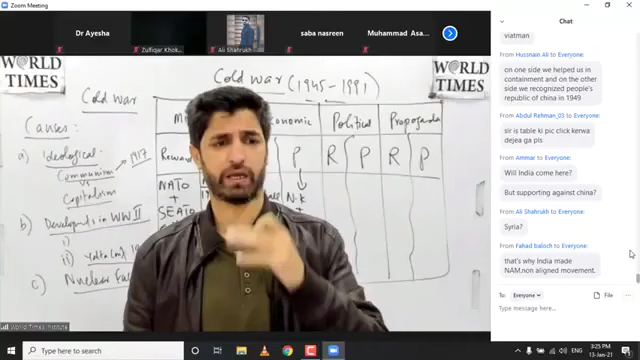 Zoom Meeting
Dr Ayesha
Zulfiqar Khok...
Ali Shahrukh
saba nasreen
Muhammad Asa...
W@RLD
TIMES
Cold war (1945-1991)
W@RLD
TIMES
Cold War
Causes:
a) Ideological
1917
Communism
vs
Capitalism
b) Developments in WW II
i)
ii)
c) Nuclear
Political
Propaganda
P
R
P
R
P
NATO
+
SEATO
N.K
World Times Institute
Chat
viatman
From Hussnain Ali to Everyone:
on one side we helped us in
containment and on the other
side we recognized people's
republic of china in 1949
From Abdul Rehman_03 to Everyone:
sir is table ki pic click kerwa
dejea ga pls
From Ammar to Everyone:
Will India come here?
But supporting against china?
From Ali Shahrukh to Everyone:
Syria?
From Fahad baloch to Everyone:
that's why India made
NAM.non aligned movement.
To: Everyone
File
Type message here...
Type here to search
ENG
3:25 PM
13-Jan-21